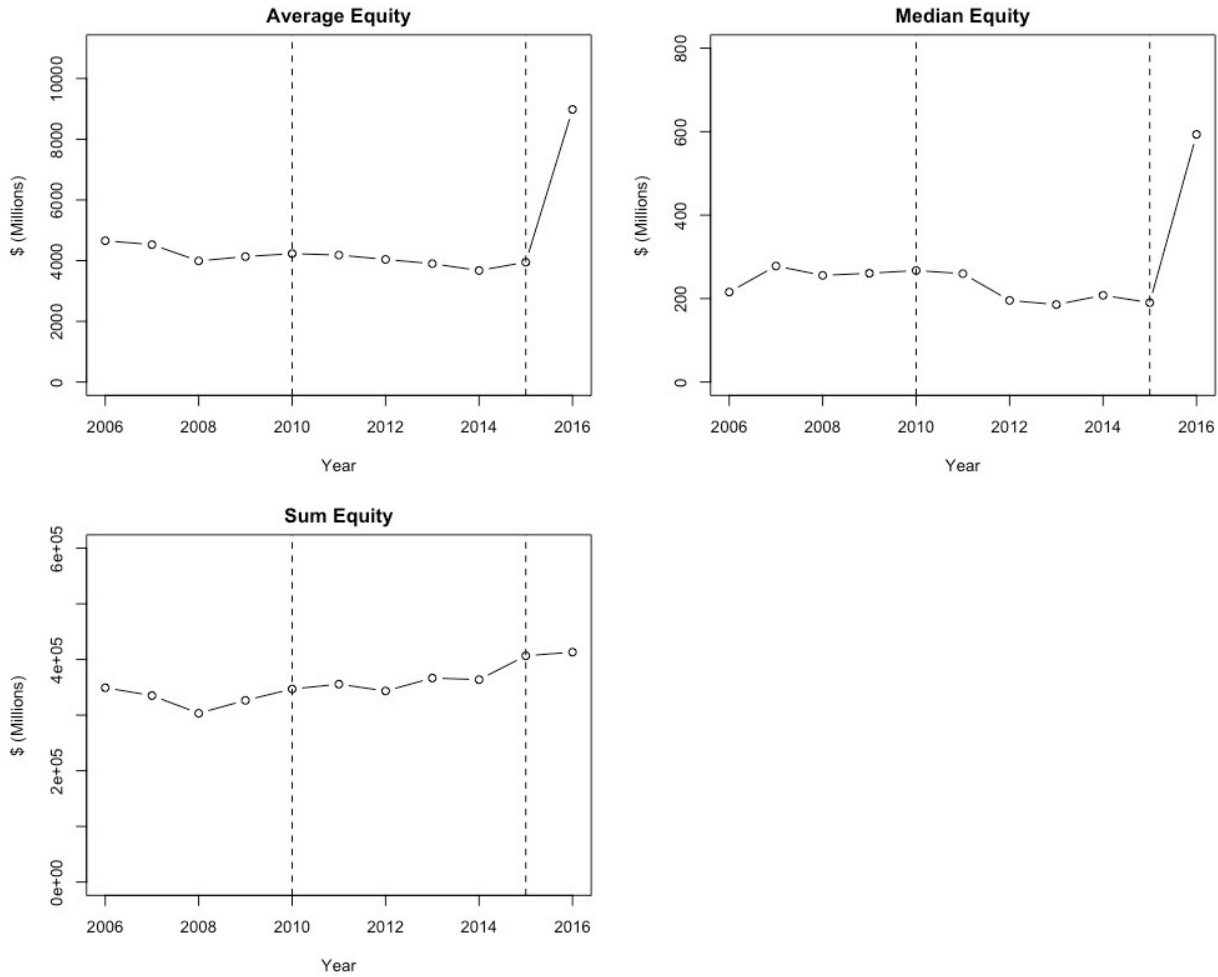 Average Equity
$ (Millions)
10000
8000
6000
4000
2000
0
2006 2008 2010 2012 2014 2016
Year
Median Equity
$ (Millions)
800
600
400
200
0
2006 2008 2010 2012 2014 2016
Year
Sum Equity
$ (Millions)
6e+05
4e+05
2e+05
0e+00
2006 2008 2010 2012 2014 2016
Year